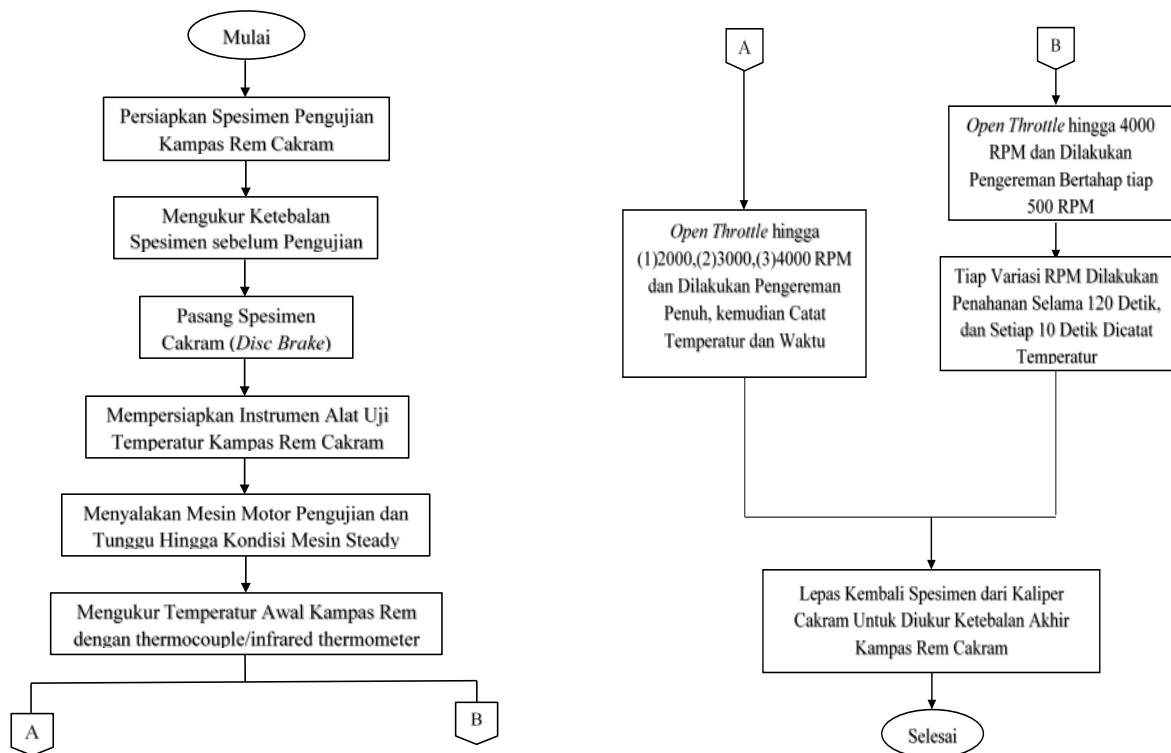 Mulai
Persiapkan Spesimen Pengujian
Kampas Rem Cakram
Mengukur Ketebalan
Spesimen sebelum Pengujian
Pasang Spesimen
Cakram (Disc Brake)
Mempersiapkan Instrumen Alat Uji
Temperatur Kampas Rem Cakram
Menyalakan Mesin Motor Pengujian dan
Tunggu Hingga Kondisi Mesin Steady
Mengukur Temperatur Awal Kampas Rem
dengan thermocouple/infrared thermometer
A
B
A
Open Throttle hingga
(1)2000,(2)3000,(3)4000 RPM
dan Dilakukan Pengereman
Penuh, kemudian Catat
Temperatur dan Waktu
B
Open Throttle hingga 4000
RPM dan Dilakukan
Pengereman Bertahap tiap
500 RPM
Tiap Variasi RPM Dilakukan
Penahanan Selama 120 Detik,
dan Setiap 10 Detik Dicatat
Temperatur
Lepas Kembali Spesimen dari Kaliper
Cakram Untuk Diukur Ketebalan Akhir
Kampas Rem Cakram
Selesai